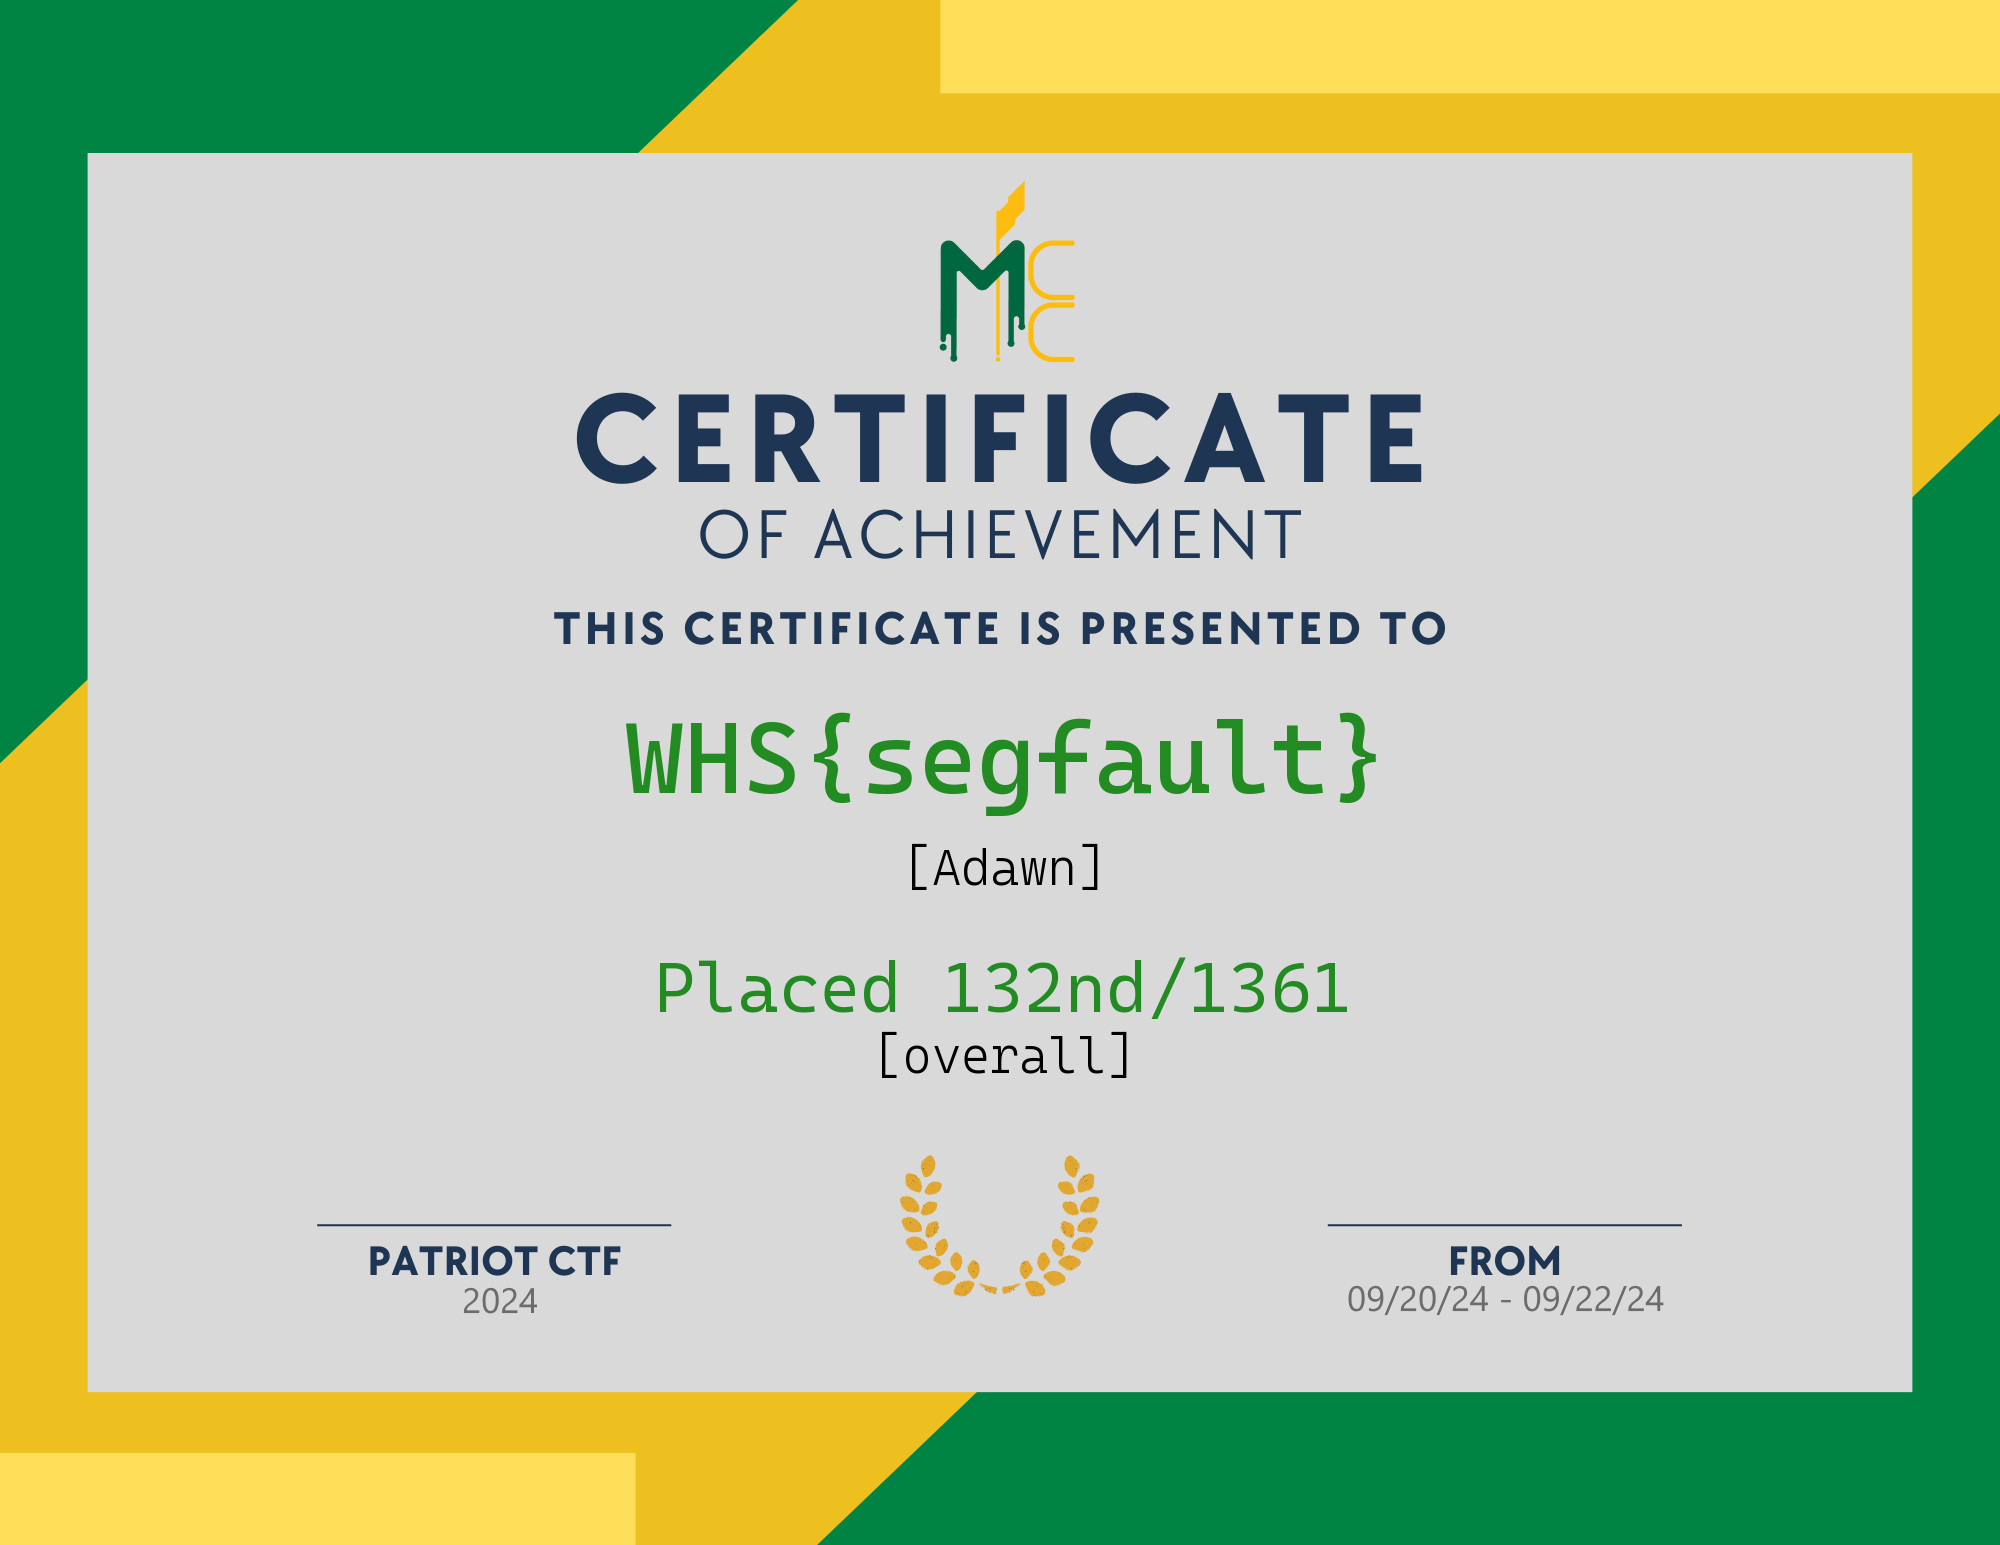 MCC
CERTIFICATE
OF ACHIEVEMENT
THIS CERTIFICATE IS PRESENTED TO
WHS{segfault}
[Adawn]
Placed 132nd/1361
[overall]
PATRIOT CTF
2024
FROM
09/20/24 - 09/22/24